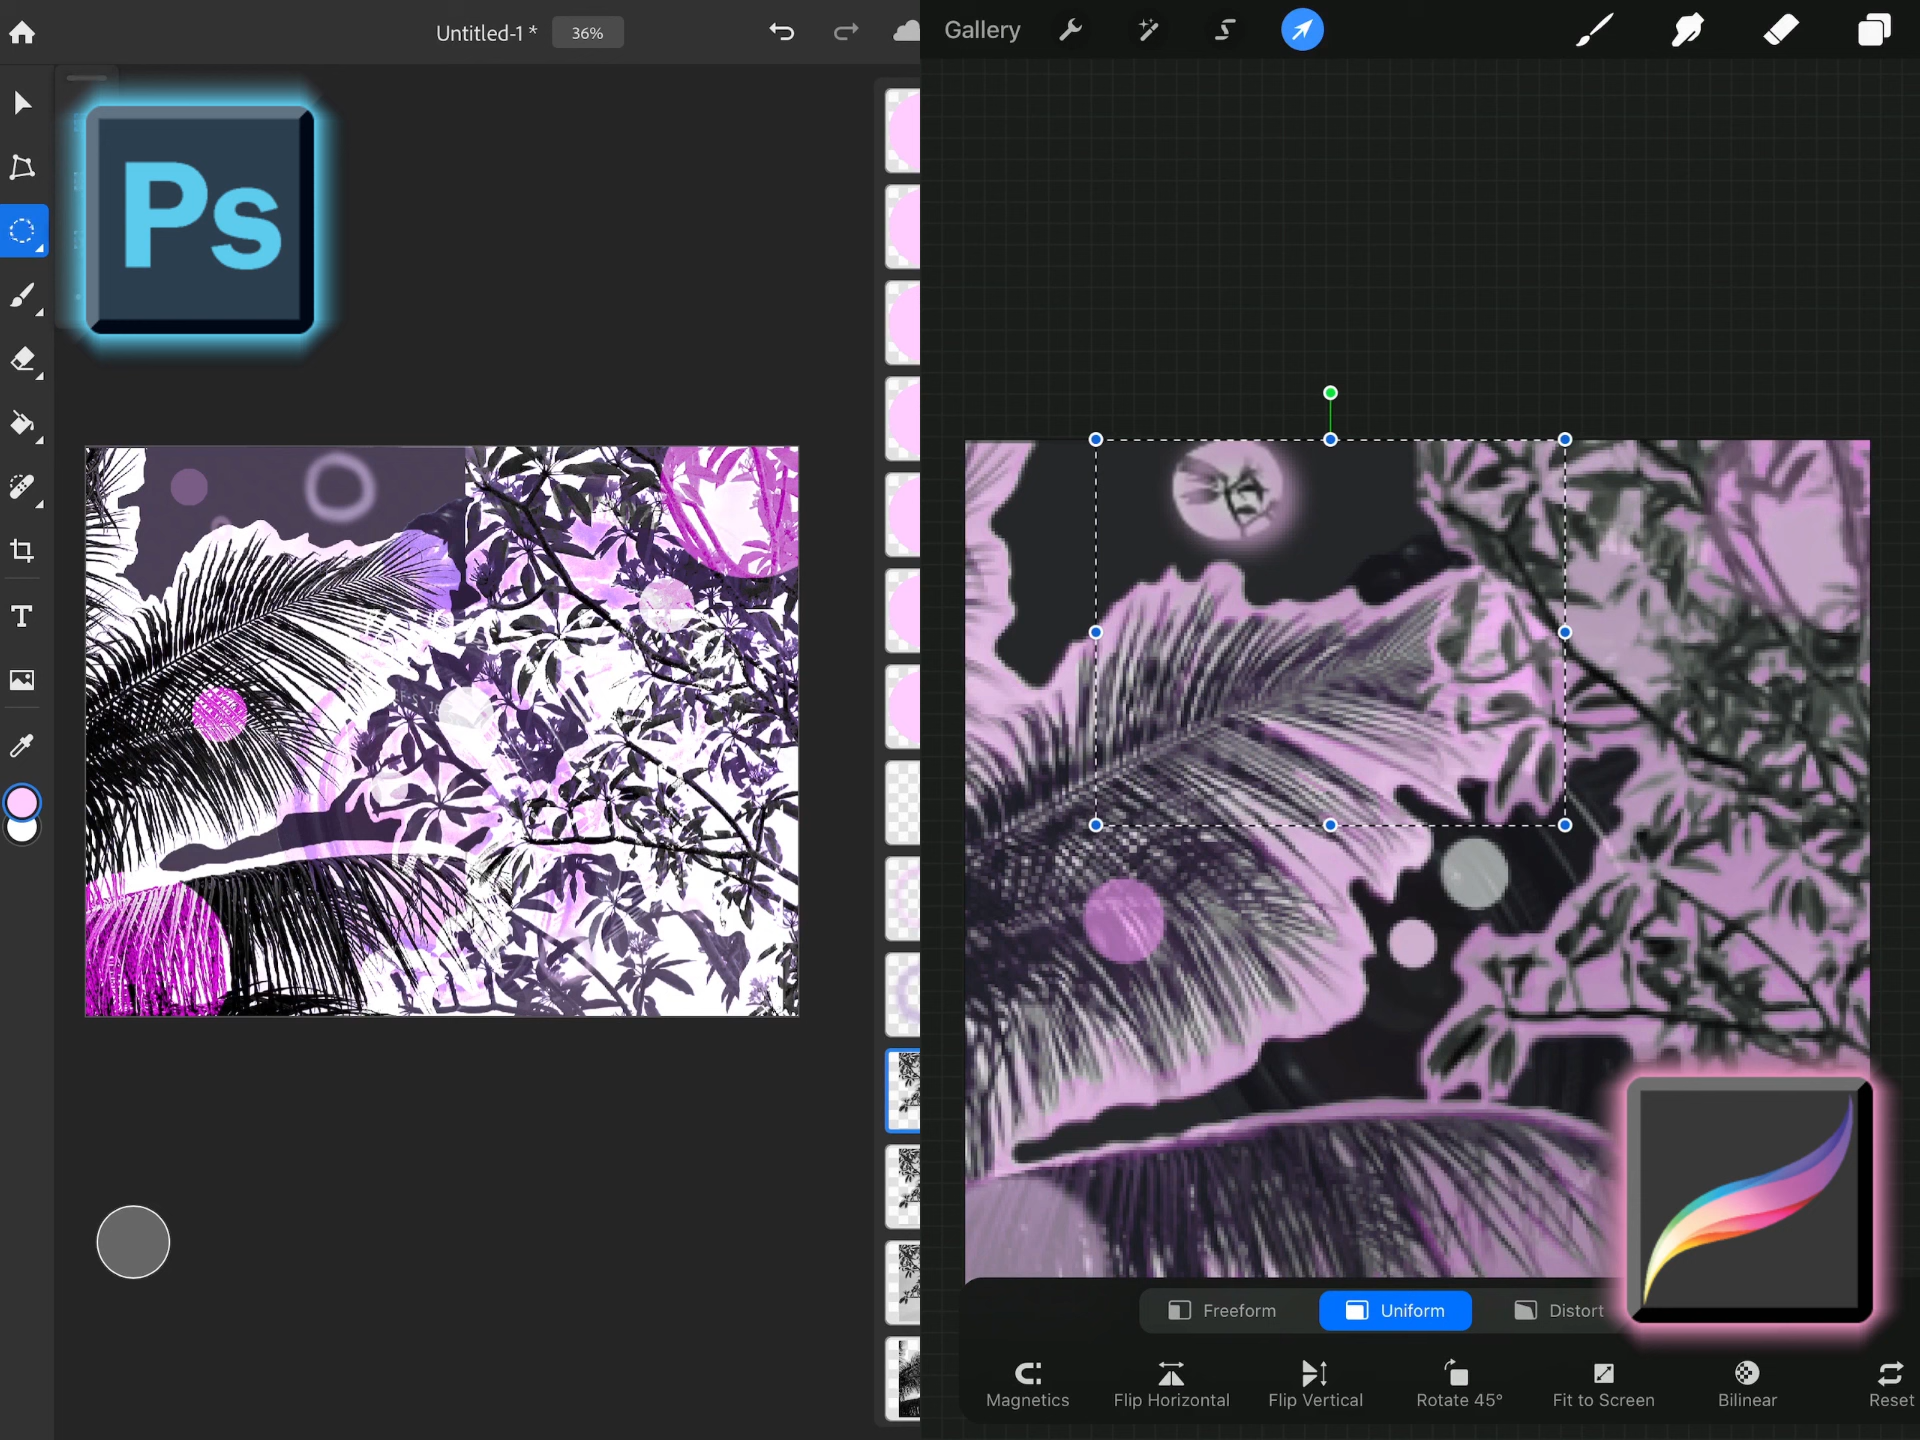 Untitled-1 *
36%
Ps
Gallery
Freeform
Uniform
Distort
Magnetics
Flip Horizontal
Flip Vertical
Rotate 45°
Fit to Screen
Bilinear
Reset